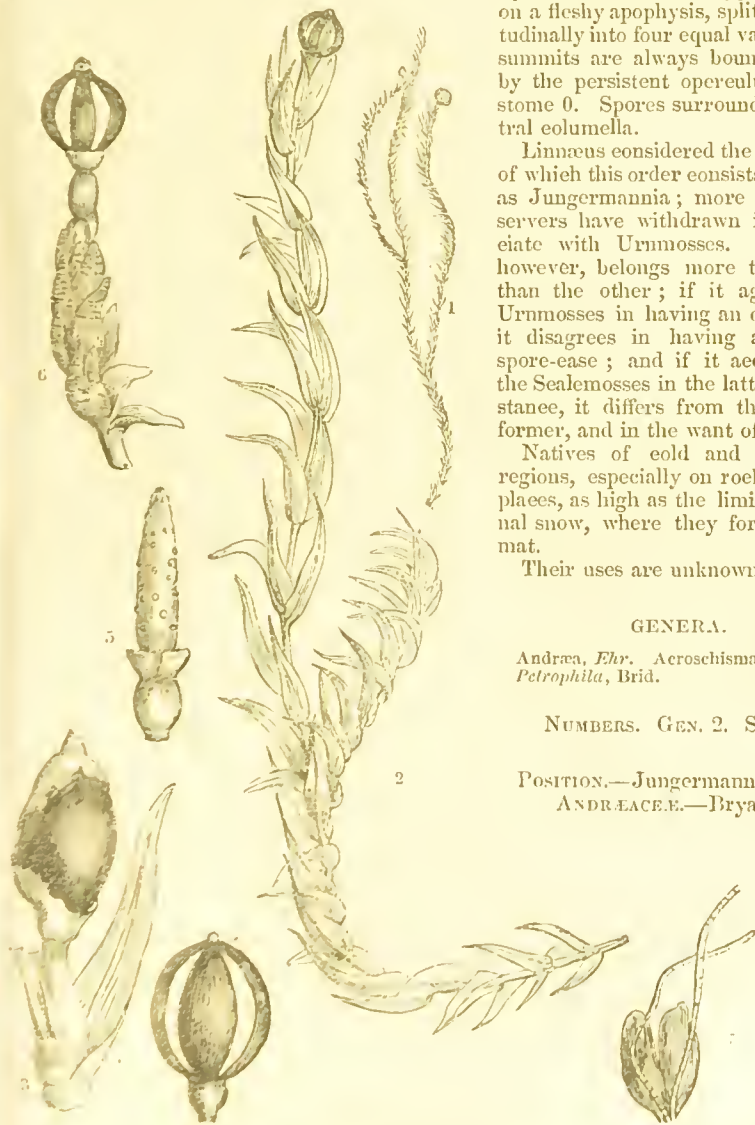 on a fleshy apophysis, split
tudinally into four equal va
summits are always boun
by the persistent opercul
stome 0. Spores surroun
tral columella.
Linnæus considered the
of which this order consist
as Jungermannia; more
servers have withdrawn i
ciate with Urnmosses.
however, belongs more t
than the other; if it ag
Urnmosses in having an o
it disagrees in having a
spore-case; and if it acc
the Scalemosses in the latt
stance, it differs from th
former, and in the want of
Natives of cold and
regions, especially on rocl
places, as high as the limi
nal snow, where they for
mat.
Their uses are unknown
GENERA.
Andræa, Ehr. Acroschisma
Petrophila, Brid.
NUMBERS. GEN. 2. S
POSITION.—Jungermann
ANDRÆACEÆ.—Brya
6
1
5
2
3